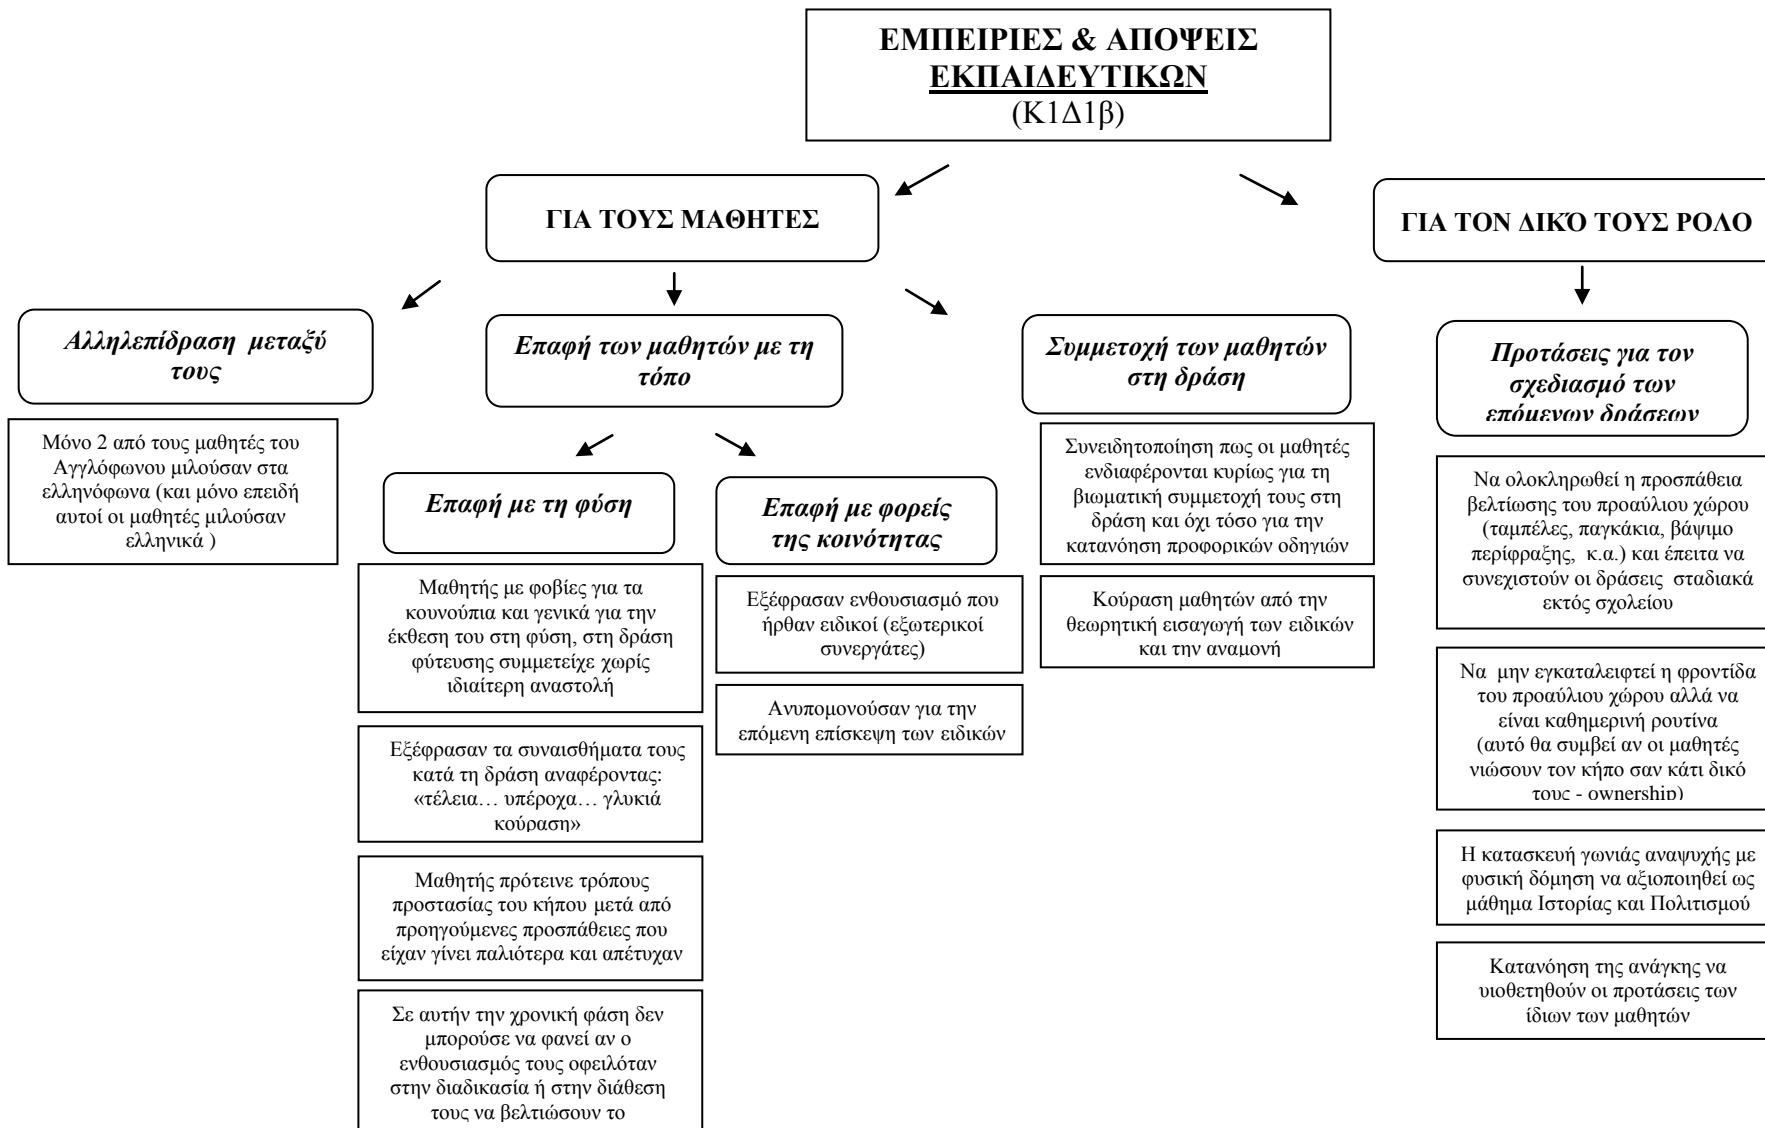 ΕΜΠΕΙΡΙΕΣ & ΑΠΟΨΕΙΣ
ΕΚΠΑΙΔΕΥΤΙΚΩΝ
(Κ1Δ1β)
ΓΙΑ ΤΟΥΣ ΜΑΘΗΤΕΣ
ΓΙΑ ΤΟΝ ΔΙΚΌ ΤΟΥΣ ΡΟΛΟ
Αλληλεπίδραση μεταξύ
τους
Μόνο 2 από τους μαθητές του
Αγγλόφωνου μιλούσαν στα
ελληνόφωνα (και μόνο επειδή
αυτοί οι μαθητές μιλούσαν
ελληνικά )
Επαφή των μαθητών με τη
τόπο
Επαφή με τη φύση
Μαθητής με φοβίες για τα
κουνούπια και γενικά για την
έκθεση του στη φύση, στη δράση
φύτευσης συμμετείχε χωρίς
ιδιαίτερη αναστολή
Εξέφρασαν τα συναισθήματα τους
κατά τη δράση αναφέροντας:
«τέλεια… υπέροχα… γλυκιά
κούραση»
Μαθητής πρότεινε τρόπους
προστασίας του κήπου μετά από
προηγούμενες προσπάθειες που
είχαν γίνει παλιότερα και απέτυχαν
Σε αυτήν την χρονική φάση δεν
μπορούσε να φανεί αν ο
ενθουσιασμός τους οφειλόταν
στην διαδικασία ή στην διάθεση
τους να βελτιώσουν το
Επαφή με φορείς
της κοινότητας
Εξέφρασαν ενθουσιασμό που
ήρθαν ειδικοί (εξωτερικοί
συνεργάτες)
Ανυπομονούσαν για την
επόμενη επίσκεψη των ειδικών
Συμμετοχή των μαθητών
στη δράση
Συνειδητοποίηση πως οι μαθητές
ενδιαφέρονται κυρίως για τη
βιωματική συμμετοχή τους στη
δράση και όχι τόσο για την
κατανόηση προφορικών οδηγιών
Κούραση μαθητών από την
θεωρητική εισαγωγή των ειδικών
και την αναμονή
Προτάσεις για τον
σχεδιασμό των
επόμενων δράσεων
Να ολοκληρωθεί η προσπάθεια
βελτίωσης του προαύλιου χώρου
(ταμπέλες, παγκάκια, βάψιμο
περίφραξης, κ.α.) και έπειτα να
συνεχιστούν οι δράσεις σταδιακά
εκτός σχολείου
Να μην εγκαταλειφτεί η φροντίδα
του προαύλιου χώρου αλλά να
είναι καθημερινή ρουτίνα
(αυτό θα συμβεί αν οι μαθητές
νιώσουν τον κήπο σαν κάτι δικό
τους - ownership)
Η κατασκευή γωνιάς αναψυχής με
φυσική δόμηση να αξιοποιηθεί ως
μάθημα Ιστορίας και Πολιτισμού
Κατανόηση της ανάγκης να
υιοθετηθούν οι προτάσεις των
ίδιων των μαθητών